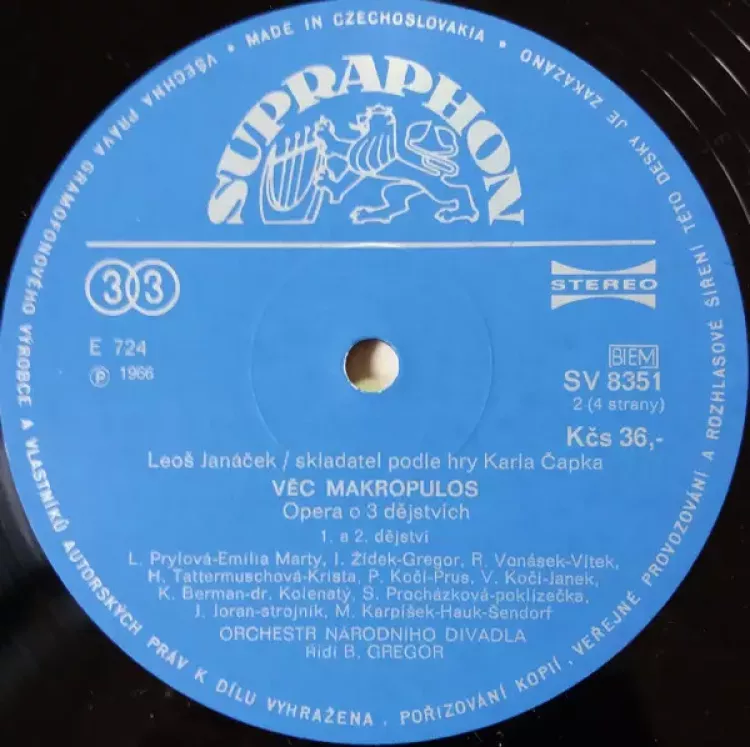 VŠECHNA PRÁVA GRAMOFONOVÉHO VÝROBCE A VLASTNÍKŮ AUTORSKÝCH PRÁV K DÍLU VYHRAŽENA. POŘIZOVÁNÍ KOPIÍ, VEŘEJNÉ PROVOZOVÁNÍ A ROZHLASOVÉ ŠÍŘENÍ TÉTO DESKY JE ZAKÁZÁNO
• MADE IN CZECHOSLOVAKIA •
SUPRAPHON
33
STEREO
E 724
℗ 1966
BIEM
SV 8351
2 (4 strany)
Kčs 36,-
Leoš Janáček / skladatel podle hry Karla Čapka
VĚC MAKROPULOS
Opera o 3 dějstvích
1. a 2. dějství
L. Prylová-Emilia Marty, I. Žídek-Gregor, R. Vonásek-Vítek,
H. Tattermuschová-Krista, P. Kočí-Prus, V. Kočí-Janek,
K. Berman-dr. Kolenatý, S. Procházková-poklízečka,
J. Joran-strojník, M. Karpíšek-Hauk-Šendorf
ORCHESTR NÁRODNÍHO DIVADLA
Řídí B. GREGOR